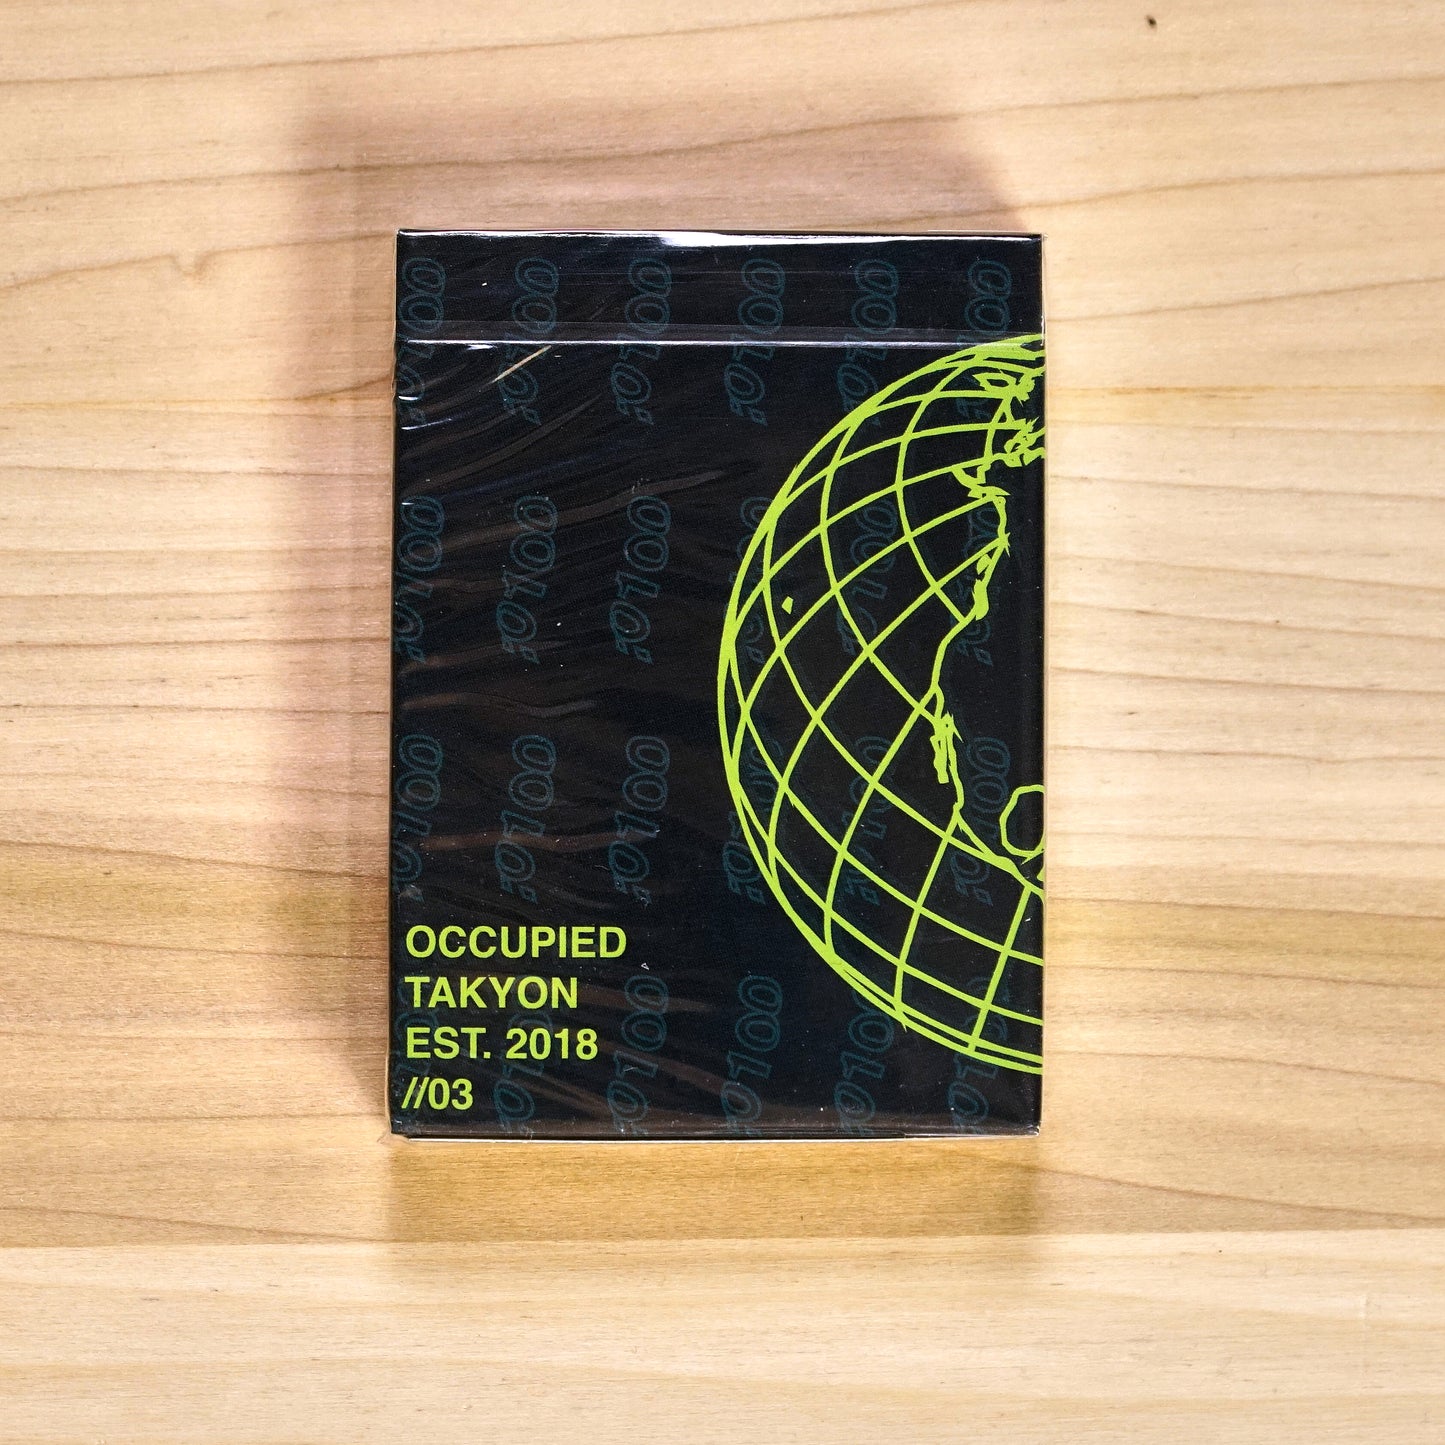 OCCUPIED
TAKYON
EST. 2018
//03